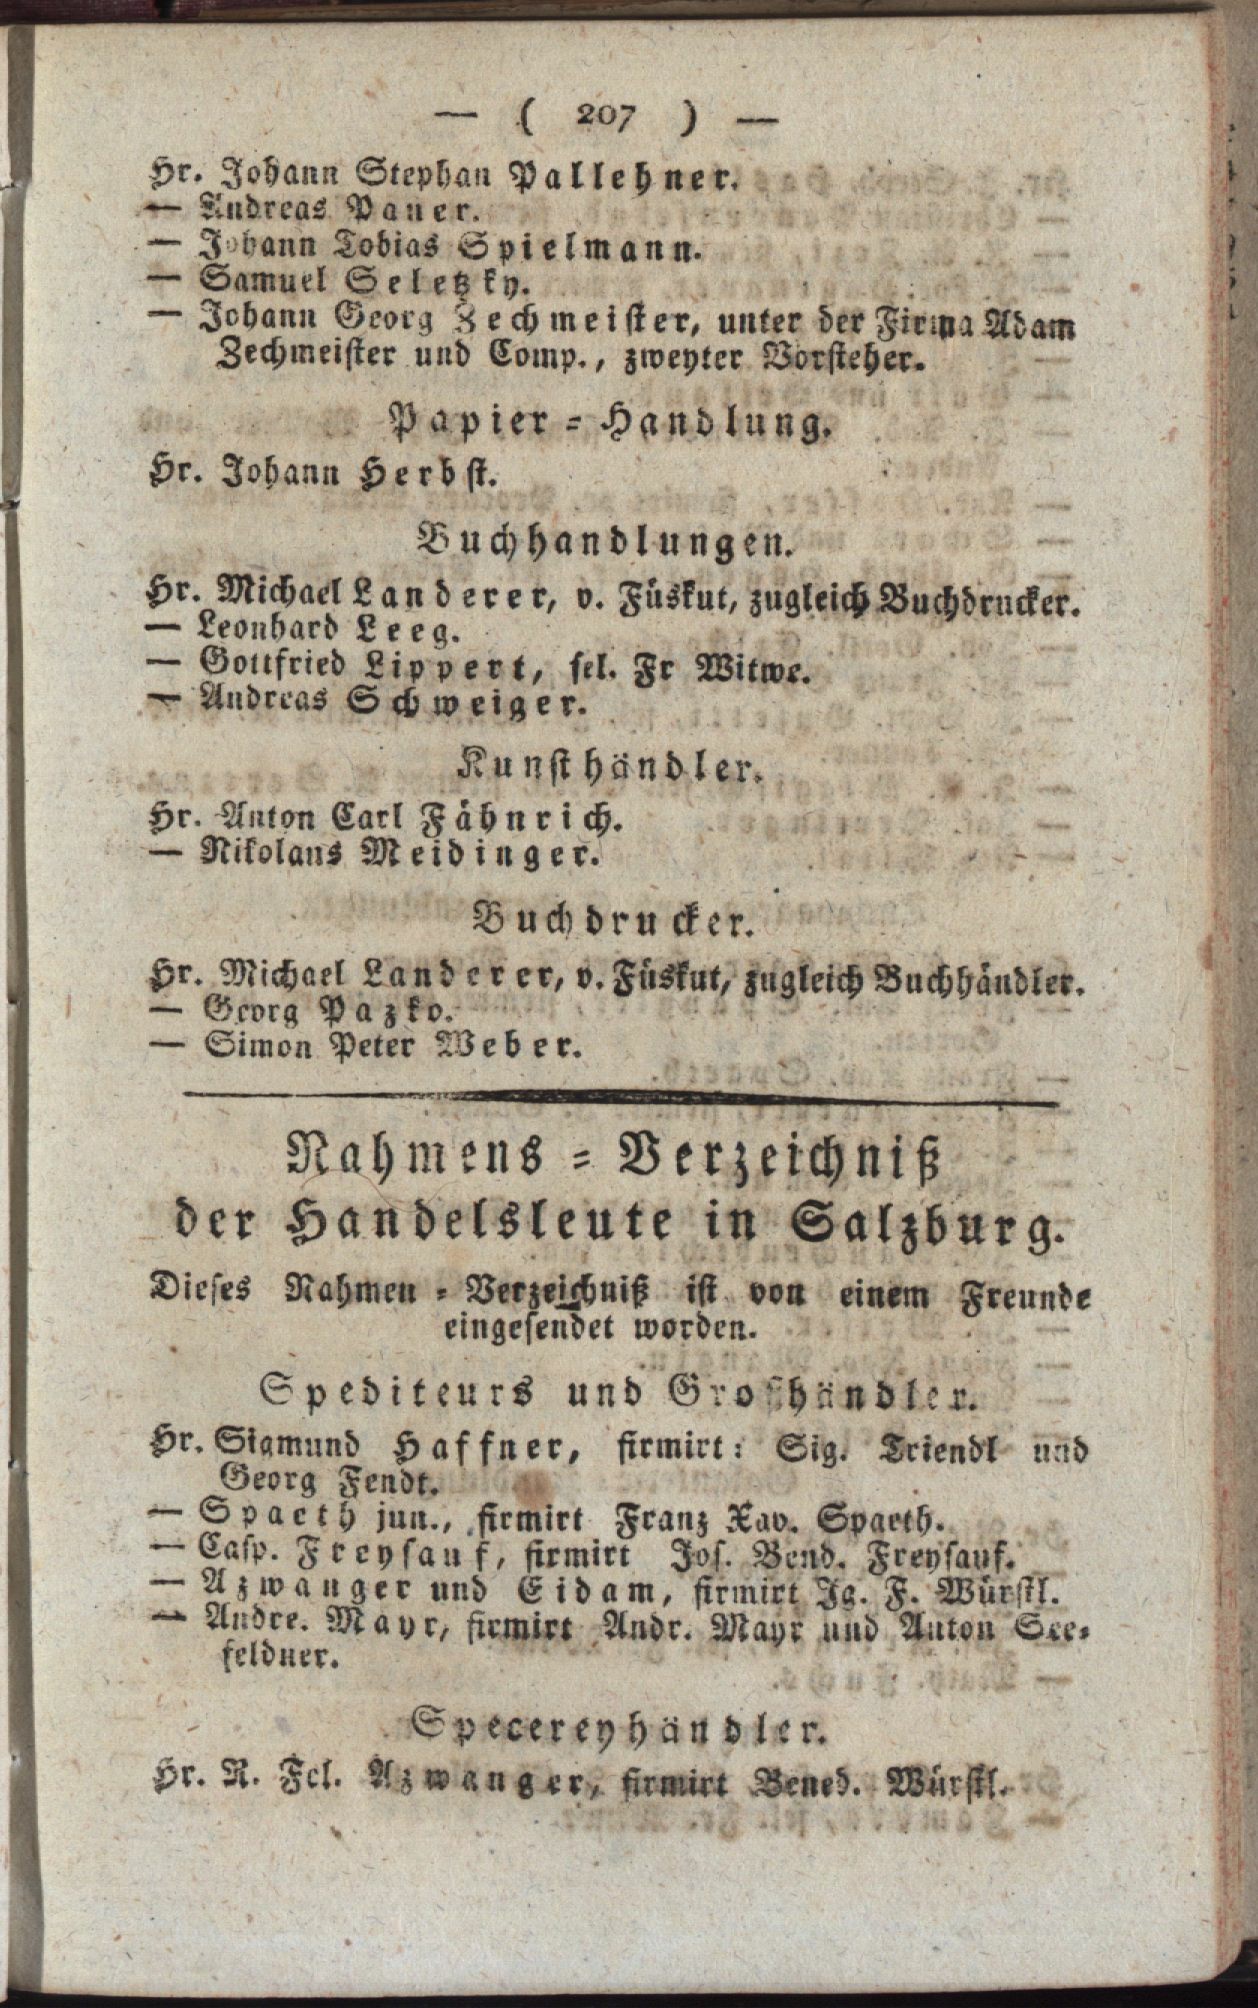 — ( 207 ) —
Hr. Johann Stephan Pallehner.
— Andreas Pauer.
— Johann Tobias Spielmann.
— Samuel Seletzky.
— Johann Georg Zechmeister, unter der Firma Adam
Zechmeister und Comp., zweyter Vorsteher.
Papier-Handlung.
Hr. Johann Herbst.
Buchhandlungen.
Hr. Michael Landerer, v. Füskut, zugleich Buchdrucker.
— Leonhard Leeg.
— Gottfried Lippert, sel. Fr Witwe.
— Andreas Schweiger.
Kunsthändler.
Hr. Anton Carl Fähnrich.
— Nikolaus Meidinger.
Buchdrucker.
Hr. Michael Landerer, v. Füskut, zugleich Buchhändler.
— Georg Pazko.
— Simon Peter Weber.
Nahmens-Verzeichniß
der Handelsleute in Salzburg.
Dieses Nahmen-Verzeichniß ist von einem Freunde
eingesendet worden.
Spediteurs und Großhändler.
Hr. Sigmund Haffner, firmirt: Sig. Triendl und
Georg Fendt.
— Spaeth jun., firmirt Franz Xav. Spaeth.
— Casp. Freysauf, firmirt Jos. Bend. Freysauf.
— Azwanger und Eidam, firmirt Ig. F. Würstl.
— Andre. Mayr, firmirt Andr. Mayr und Anton See-
feldner.
Specereyhändler.
Hr. R. Fel. Azwanger, firmirt Bened. Würstl.